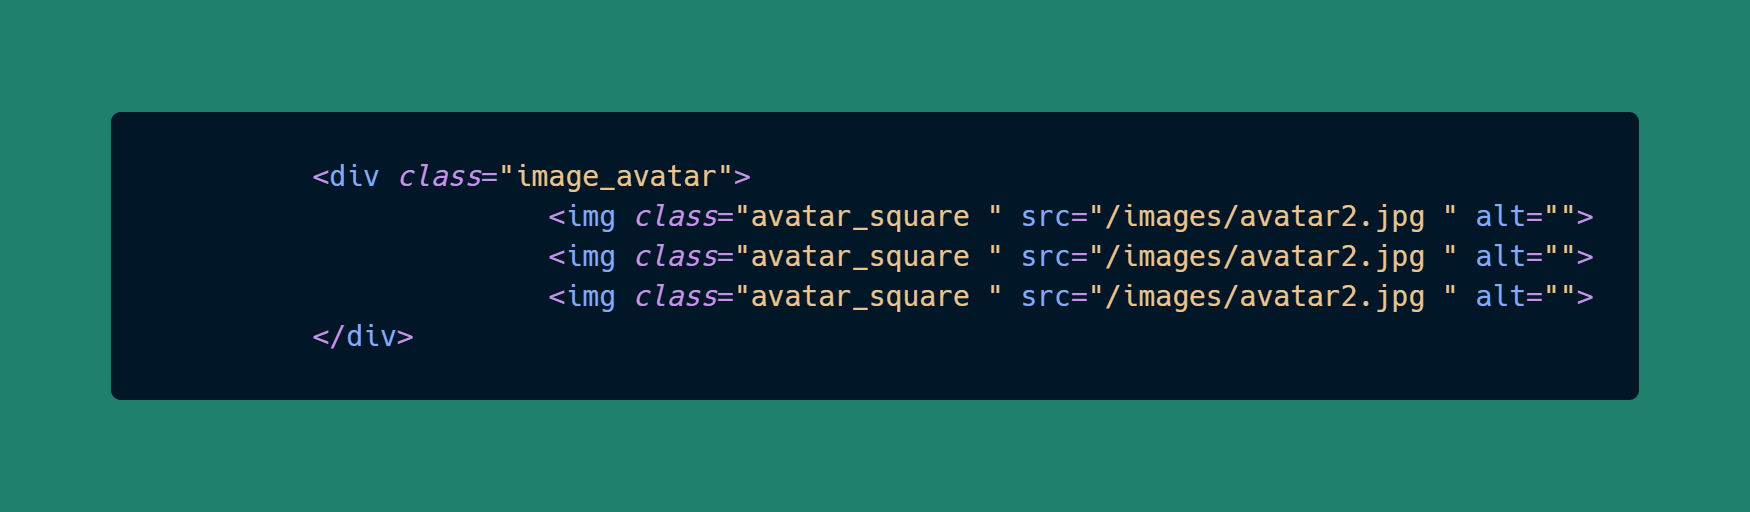 <div class="image_avatar">
<img class="avatar_square " src="/images/avatar2.jpg " alt="">
<img class="avatar_square " src="/images/avatar2.jpg " alt="">
<img class="avatar_square " src="/images/avatar2.jpg " alt="">
</div>